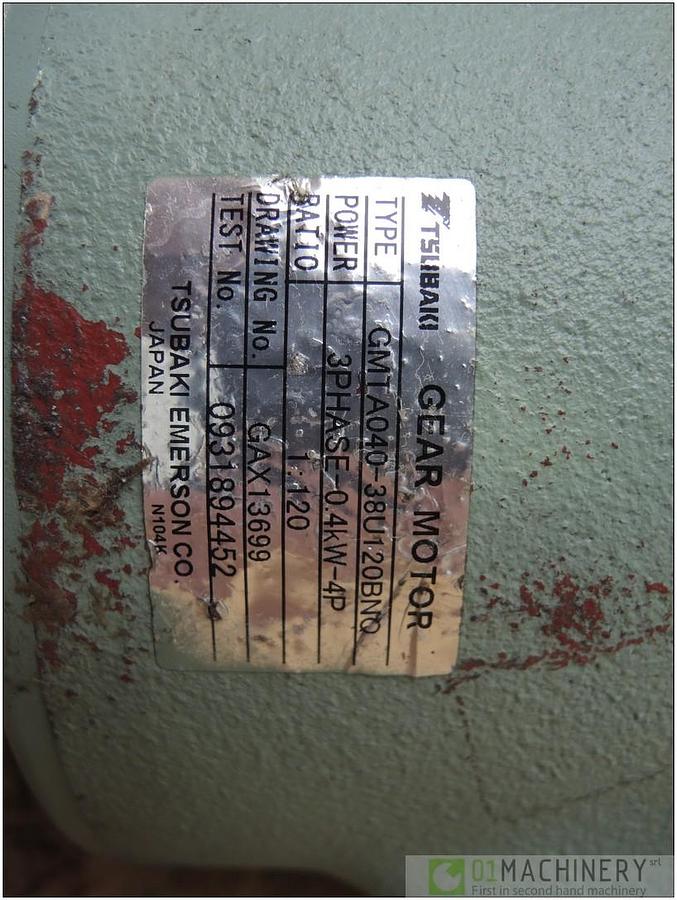 TSUBAKI GEAR MOTOR
TYPE GMTA040-38U120BNQ
POWER 3PHASE-0.4kW-4P
RATIO 1:120
DRAWING No. GAX13699
TEST No. 0931894452
TSUBAKI EMERSON CO.
JAPAN N104K
01MACHINERY srl
First in second hand machinery